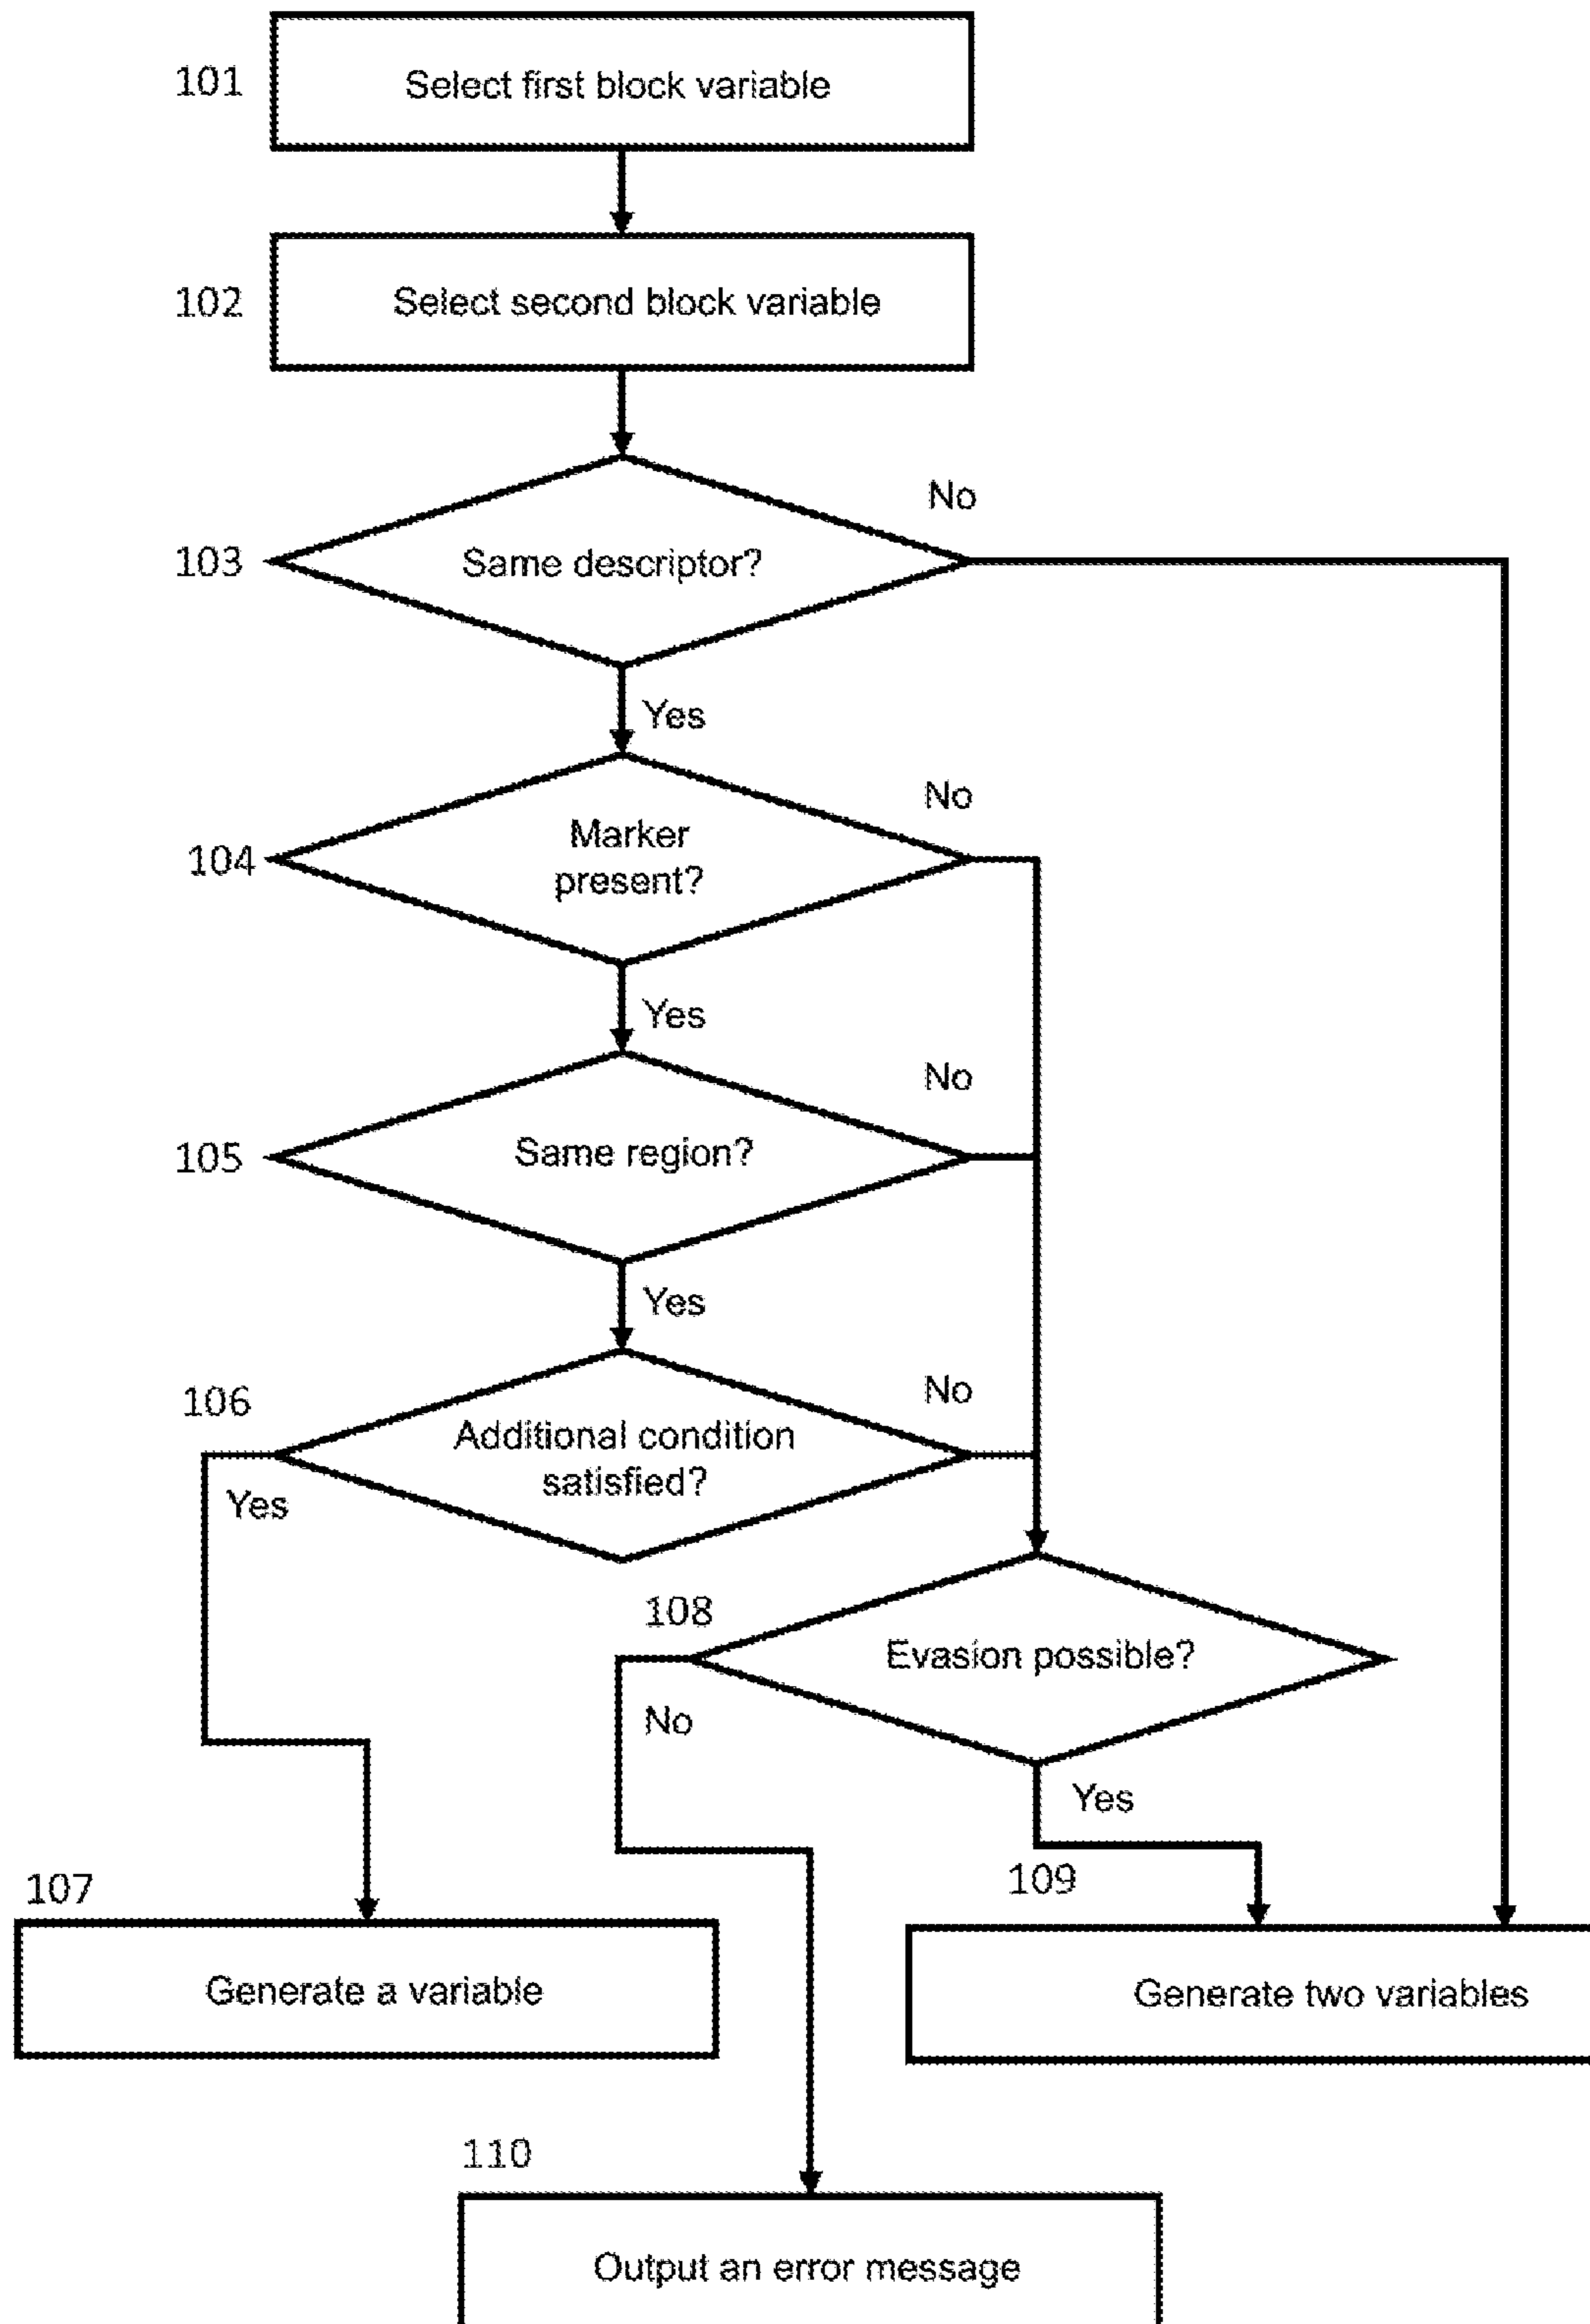 101
Select first block variable
102
Select second block variable
No
103
Same descriptor?
Yes
No
104
Marker
present?
Yes
No
105
Same region?
Yes
No
106
Additional condition
satisfied?
Yes
108
Evasion possible?
No
Yes
109
107
Generate a variable
Generate two variables
110
Output an error message